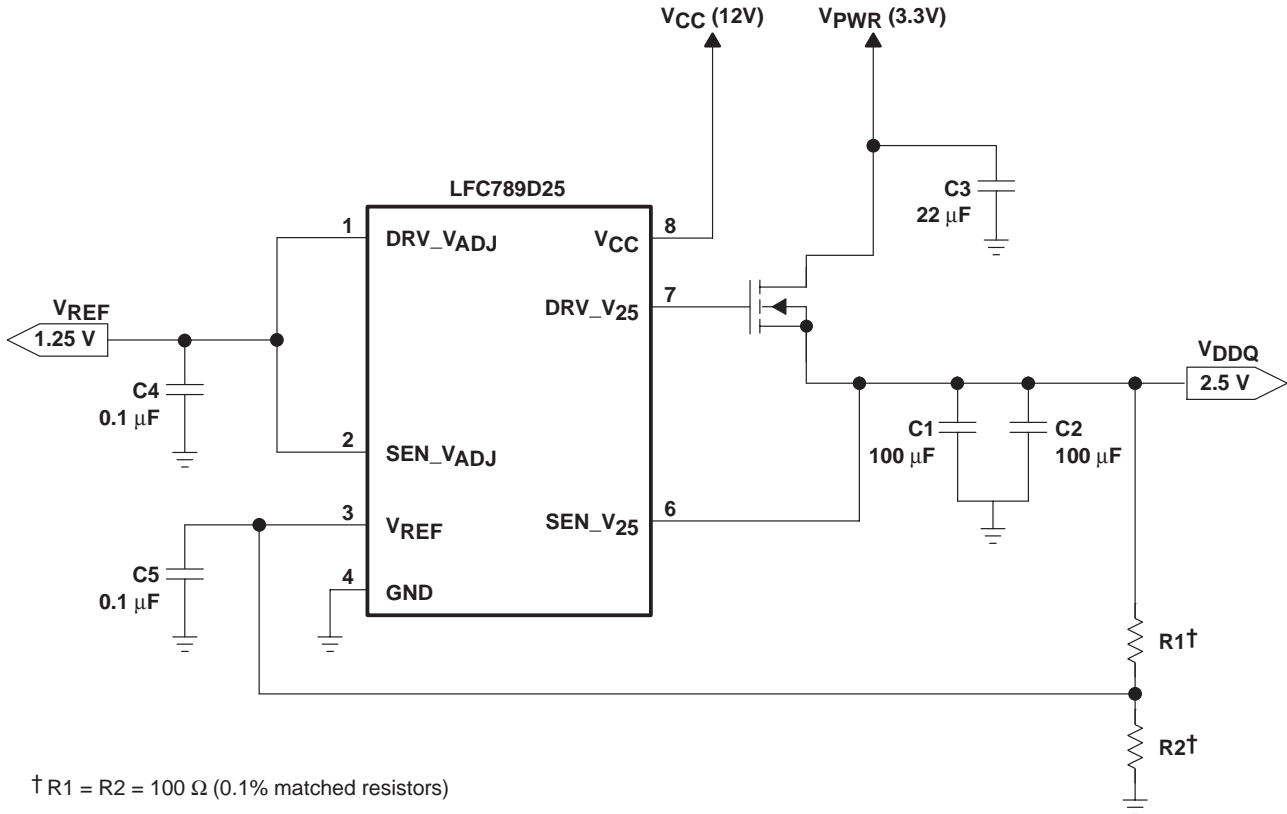 VCC (12V)
VPWR (3.3V)
LFC789D25
C3
22 μF
1
DRV_VADJ
VCC
8
DRV_V25
7
VREF
1.25 V
C4
0.1 μF
2
SEN_VADJ
VDDQ
2.5 V
C1
100 μF
C2
100 μF
3
VREF
SEN_V25
6
C5
0.1 μF
4
GND
R1†
R2†
† R1 = R2 = 100 Ω (0.1% matched resistors)